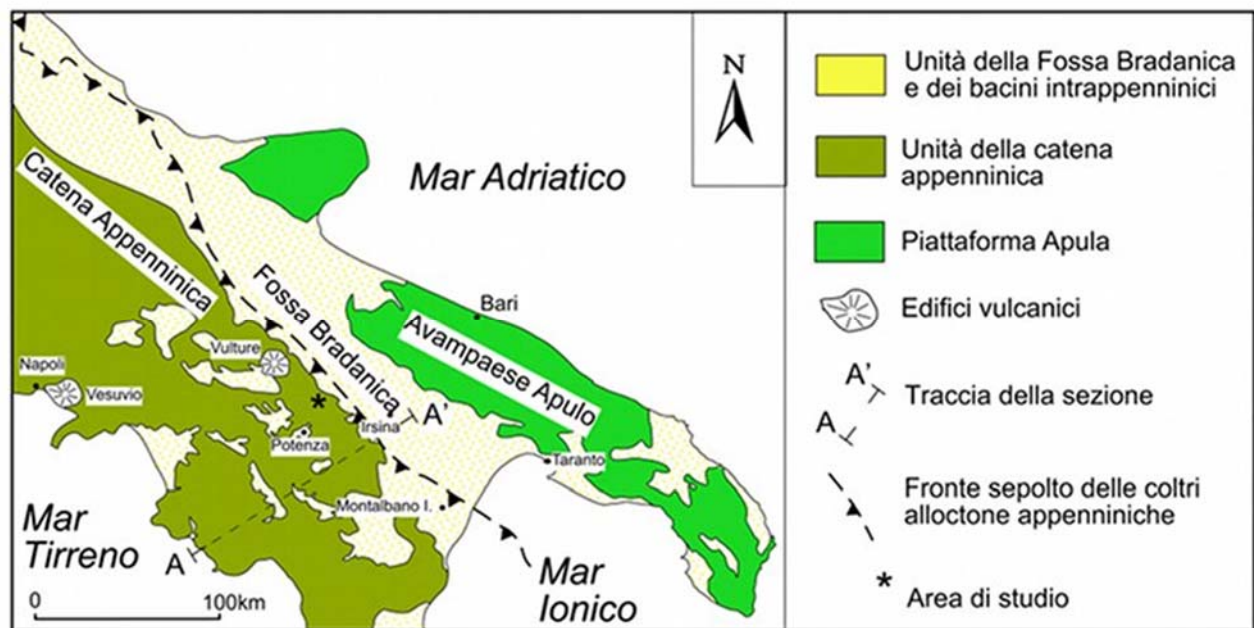 N
Mar Adriatico
Catena Appenninica
Fossa Bradanica
Bari
Avampaese Apulo
Vulture
Napoli
Vesuvio
A'
Irsina
Potenza
Taranto
Montalbano I.
Mar
Tirreno
A
Mar
Ionico
0
100km
Unità della Fossa Bradanica
e dei bacini intrappenninici
Unità della catena
appenninica
Piattaforma Apula
Edifici vulcanici
A'
Traccia della sezione
A
Fronte sepolto delle coltri
alloctone appenniniche
* Area di studio